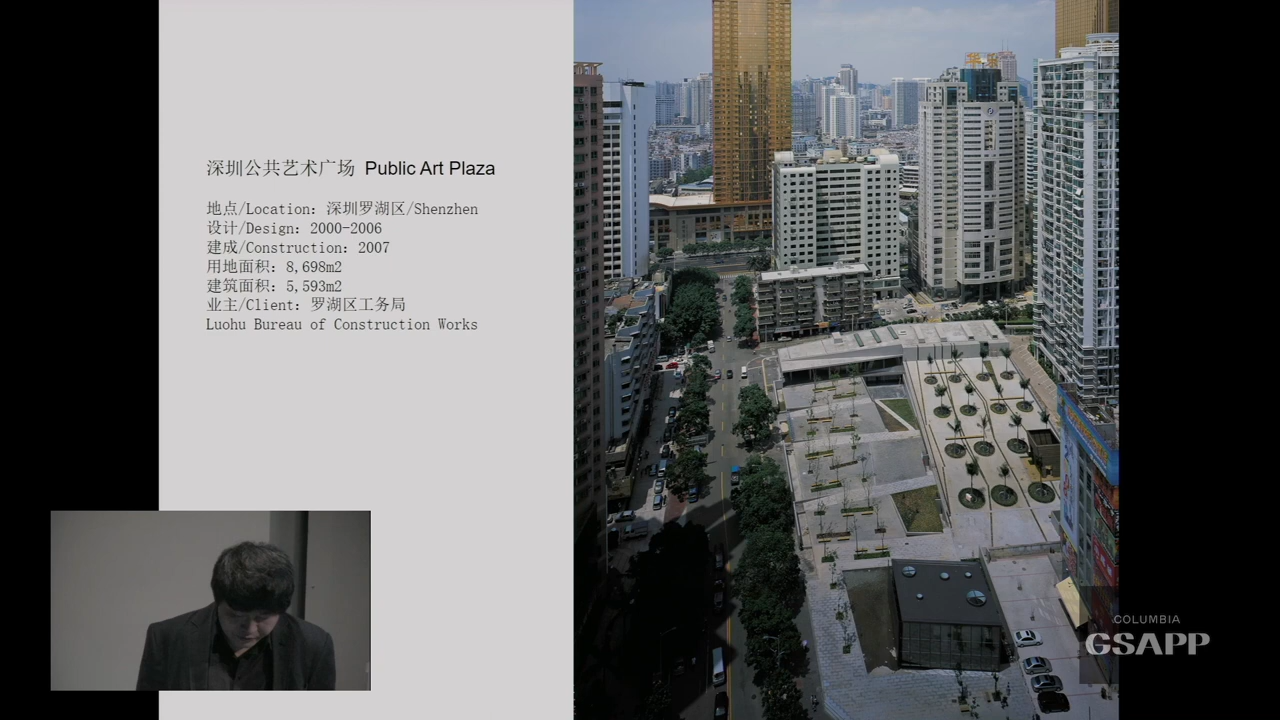 深圳公共艺术广场 Public Art Plaza
地点/Location: 深圳罗湖区/Shenzhen
设计/Design: 2000-2006
建成/Construction: 2007
用地面积: 8,698m2
建筑面积: 5,593m2
业主/Client: 罗湖区工务局
Luohu Bureau of Construction Works
COLUMBIA
GSAPP